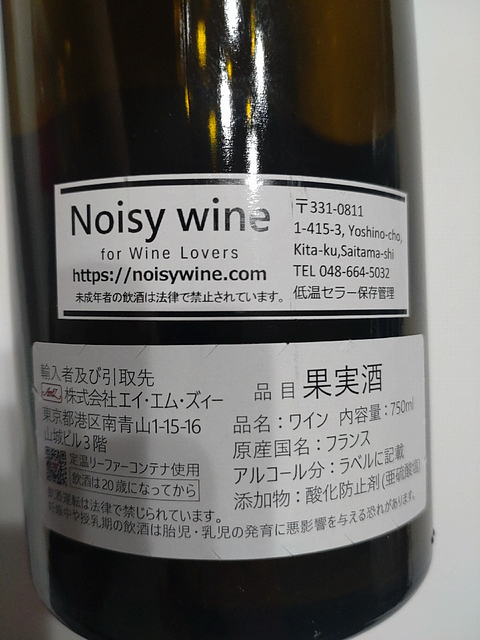 Noisy wine
for Wine Lovers
https://noisywine.com
未成年者の飲酒は法律で禁止されています。
〒331-0811
1-415-3, Yoshino-cho,
Kita-ku,Saitama-shi
TEL 048-664-5032
低温セラー保存管理
輸入者及び引取先
株式会社エイ・エム・ズィー
東京都港区南青山1-15-16
山城ビル3階
定温リーファーコンテナ使用
飲酒は20歳になってから
飲酒運転は法律で禁じられています。
妊娠中や授乳期の飲酒は胎児・乳児の発育に悪影響を与える恐れがあります。
品目 果実酒
品名：ワイン 内容量：750ml
原産国名：フランス
アルコール分：ラベルに記載
添加物：酸化防止剤(亜硫酸塩)